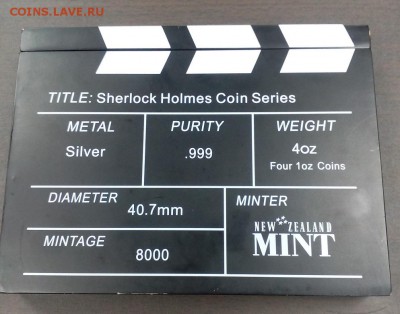 COINS.LAVE.RU
TITLE: Sherlock Holmes Coin Series
METAL
Silver
PURITY
.999
WEIGHT
4oz
Four 1oz Coins
DIAMETER
40.7mm
MINTAGE
8000
MINTER
NEW ZEALAND
MINT